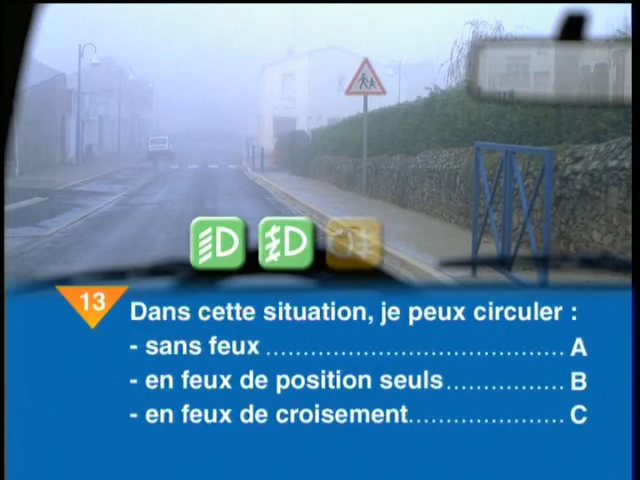 13
Dans cette situation, je peux circuler :
- sans feux ........................................ A
- en feux de position seuls ................ B
- en feux de croisement ..................... C